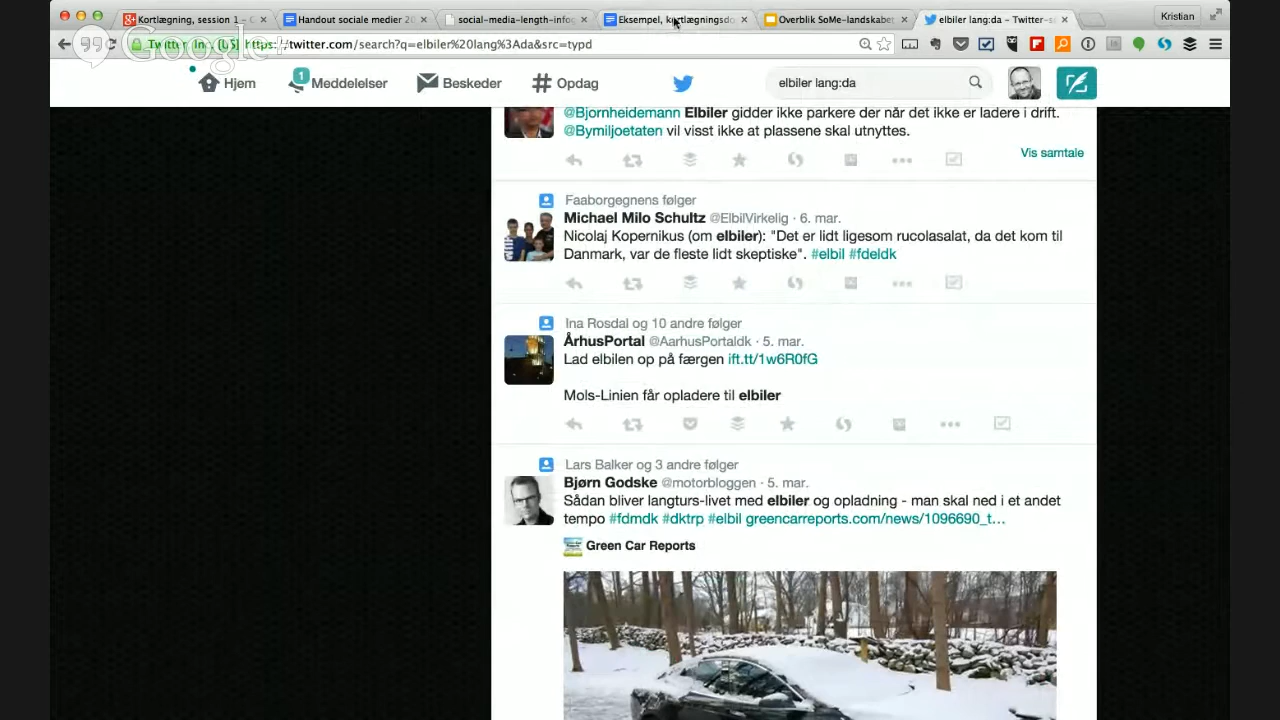 Kortlægning, session 1 –
Handout sociale medier 20
social-media-length-infog
Eksempel, kortlægningsdo
Overblik SoMe-landskabet
elbiler lang:da – Twitter-s
Kristian
Google+
Twitter, Inc. [US] https://twitter.com/search?q=elbiler%20lang%3Ada&src=typd
Hjem
1
Meddelelser
Beskeder
Opdag
elbiler lang:da
@Bjornheidemann Elbiler gidder ikke parkere der når det ikke er ladere i drift.
@Bymiljoetaten vil visst ikke at plassene skal utnyttes.
Vis samtale
Faaborgegnens følger
Michael Milo Schultz @ElbilVirkelig · 6. mar.
Nicolaj Kopernikus (om elbiler): "Det er lidt ligesom rucolasalat, da det kom til
Danmark, var de fleste lidt skeptiske". #elbil #fdeldk
Ina Rosdal og 10 andre følger
ÅrhusPortal @AarhusPortaldk · 5. mar.
Lad elbilen op på færgen ift.tt/1w6R0fG
Mols-Linien får opladere til elbiler
Lars Balker og 3 andre følger
Bjørn Godske @motorbloggen · 5. mar.
Sådan bliver langturs-livet med elbiler og opladning - man skal ned i et andet
tempo #fdmdk #dktrp #elbil greencarreports.com/news/1096690_t…
Green Car Reports